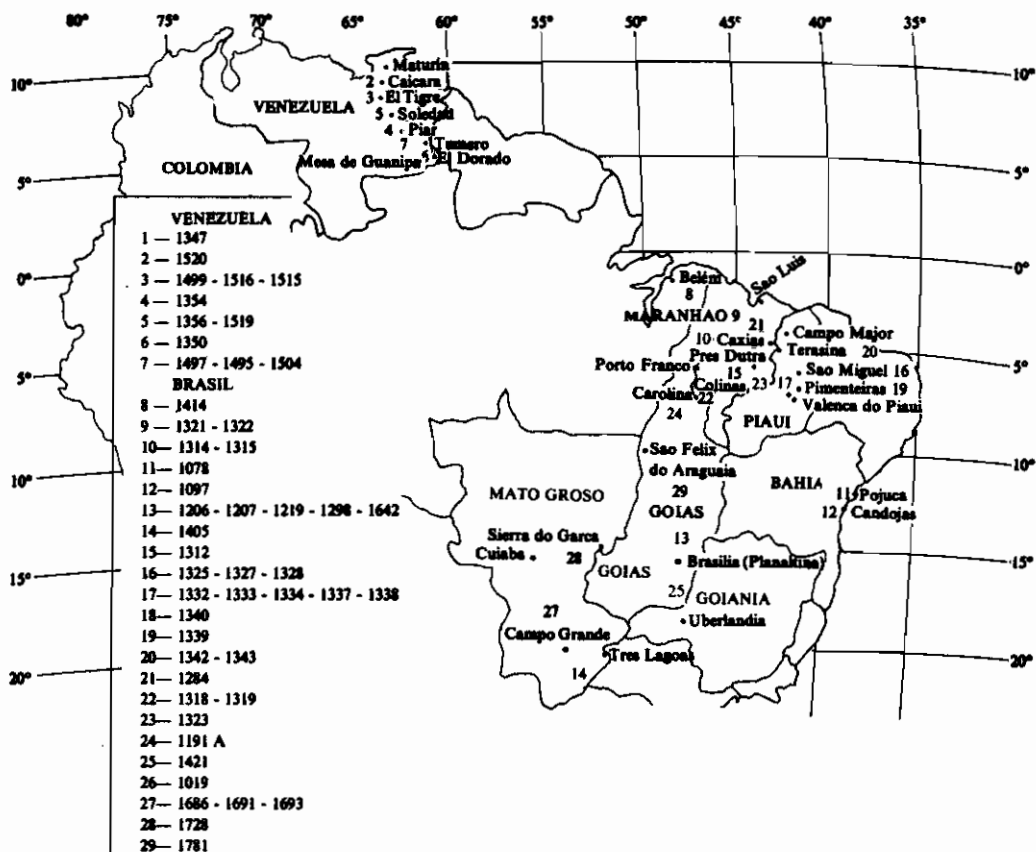 80° 75° 70° 65° 60° 55° 50° 45° 40° 35°
10°
5°
0°
5°
10°
15°
20°
10°
5°
0°
5°
10°
15°
20°
Maturin
2 Caicara
3 El Tigre
5 Soledad
4 Piar
7 Tumero
Mesa de Guanipa
El Dorado
VENEZUELA
COLOMBIA
VENEZUELA
1 — 1347
2 — 1520
3 — 1499 - 1516 - 1515
4 — 1354
5 — 1356 - 1519
6 — 1350
7 — 1497 - 1495 - 1504
BRASIL
8 — 1414
9 — 1321 - 1322
10 — 1314 - 1315
11 — 1078
12 — 1097
13 — 1206 - 1207 - 1219 - 1298 - 1642
14 — 1405
15 — 1312
16 — 1325 - 1327 - 1328
17 — 1332 - 1333 - 1334 - 1337 - 1338
18 — 1340
19 — 1339
20 — 1342 - 1343
21 — 1284
22 — 1318 - 1319
23 — 1323
24 — 1191 A
25 — 1421
26 — 1019
27 — 1686 - 1691 - 1693
28 — 1728
29 — 1781
Belém
8
Sao Luis
MARANHAO 9
21
10 Caxias
Campo Major
Terasina 20
Pres Dutra
Porto Franco
15
Sao Miguel 16
Colinas 23 17
Pimenteiras 19
Carolina 22
Valenca do Piaui
24
PIAUI
Sao Felix
do Araguaia
29
GOIAS
13
BAHIA
11 Pojuca
12 Candojas
MATO GROSO
Sierra do Garca
Cuiaba
28
GOIAS
Brasilia (Planaltina)
25
GOIANIA
Uberlandia
27
Campo Grande
Tres Lagoas
14